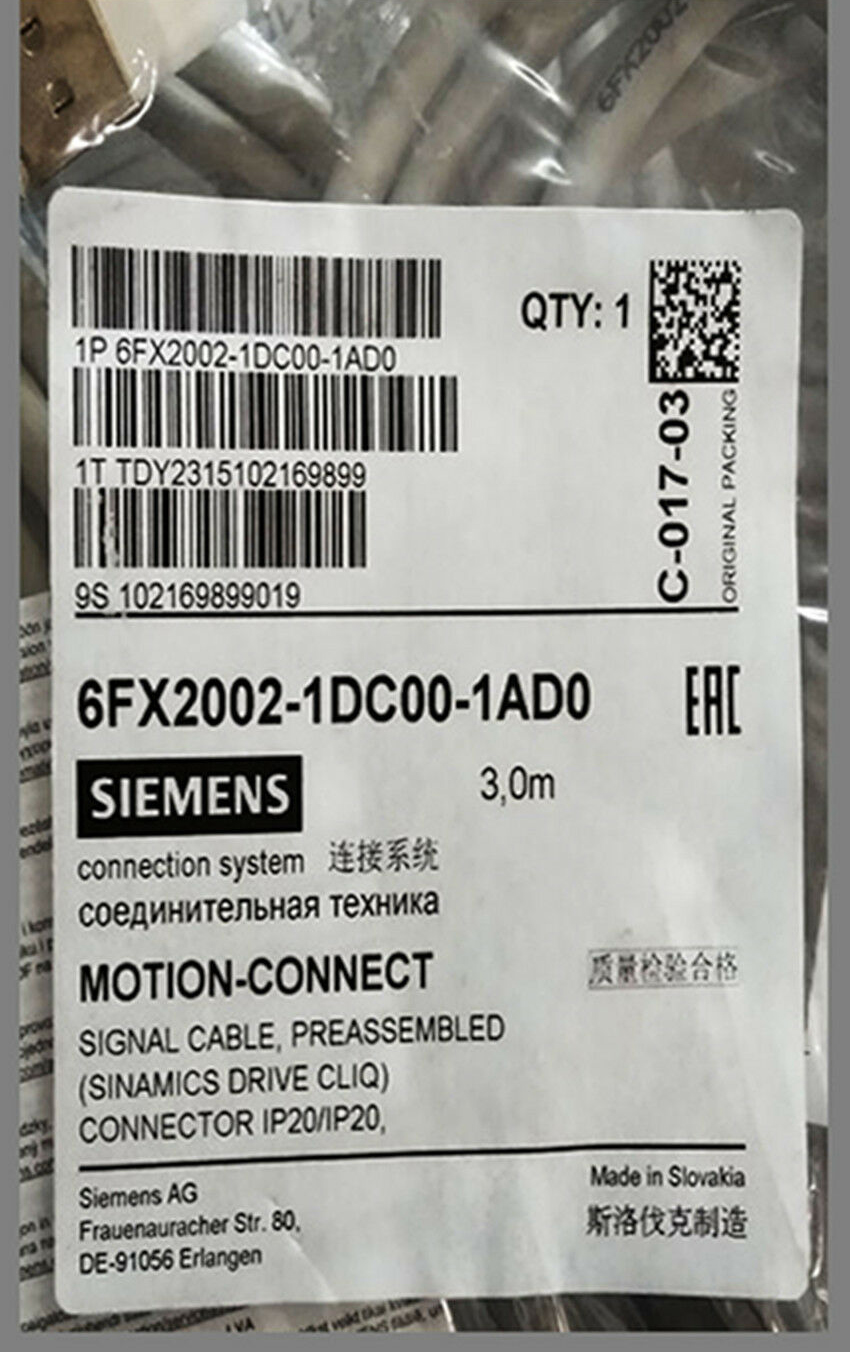 6FX2002
1P 6FX2002-1DC00-1AD0
QTY: 1
1T TDY2315102169899
9S 102169899019
C-017-03
ORIGINAL PACKING
6FX2002-1DC00-1AD0
EAC
SIEMENS
3,0m
connection system 连接系统
соединительная техника
MOTION-CONNECT
质量检验合格
SIGNAL CABLE, PREASSEMBLED
(SINAMICS DRIVE CLIQ)
CONNECTOR IP20/IP20,
Siemens AG
Frauenauracher Str. 80,
DE-91056 Erlangen
Made in Slovakia
斯洛伐克制造